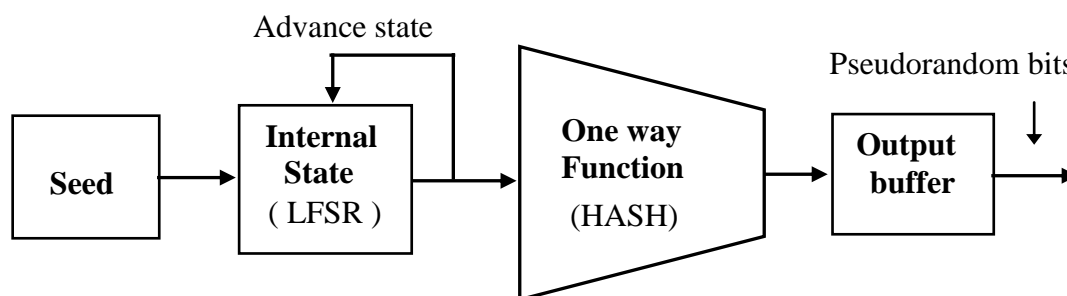 Advance state
Pseudorandom bits
Seed
Internal
State
( LFSR )
One way
Function
(HASH)
Output
buffer